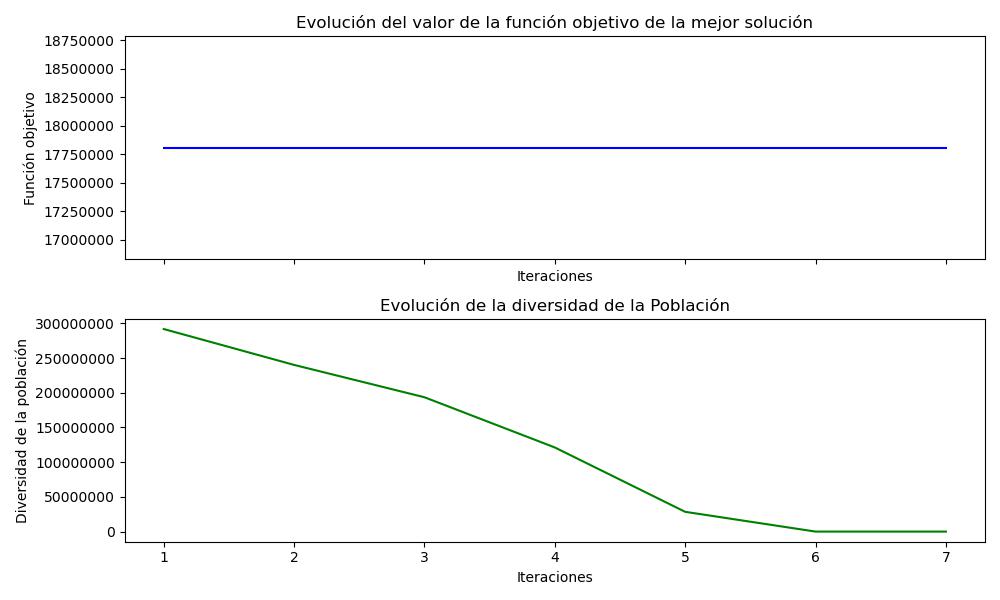 Evolución del valor de la función objetivo de la mejor solución
Función objetivo
18750000
18500000
18250000
18000000
17750000
17500000
17250000
17000000
Iteraciones
Evolución de la diversidad de la Población
Diversidad de la población
300000000
250000000
200000000
150000000
100000000
50000000
0
1 2 3 4 5 6 7
Iteraciones